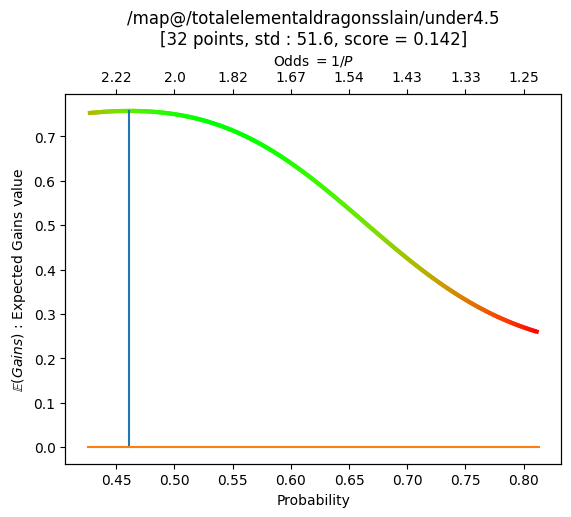 /map@/totalelementaldragonsslain/under4.5
[32 points, std : 51.6, score = 0.142]
Odds = 1/P
2.22 2.0 1.82 1.67 1.54 1.43 1.33 1.25
0.7
0.6
0.5
0.4
0.3
0.2
0.1
0.0
𝔼(Gains) : Expected Gains value
0.45 0.50 0.55 0.60 0.65 0.70 0.75 0.80
Probability